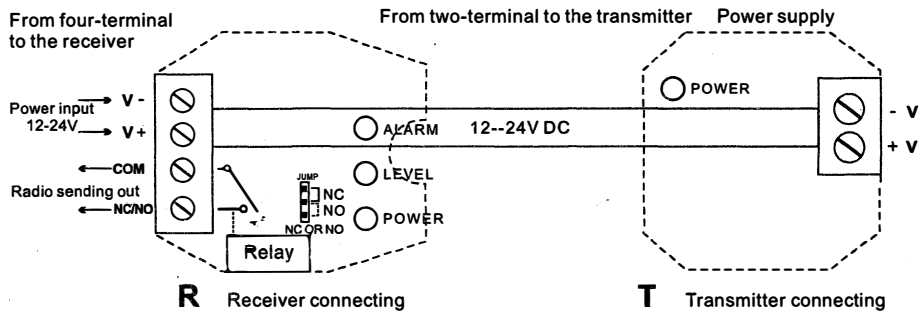 From four-terminal
to the receiver
From two-terminal to the transmitter
Power supply
V -
Power input
12-24V
V+
COM
Radio sending out
NC/NO
ALARM
LEVEL
POWER
JUMP
NC
NO
NC OR NO
Relay
12--24V DC
POWER
- V
+ V
R Receiver connecting
T Transmitter connecting